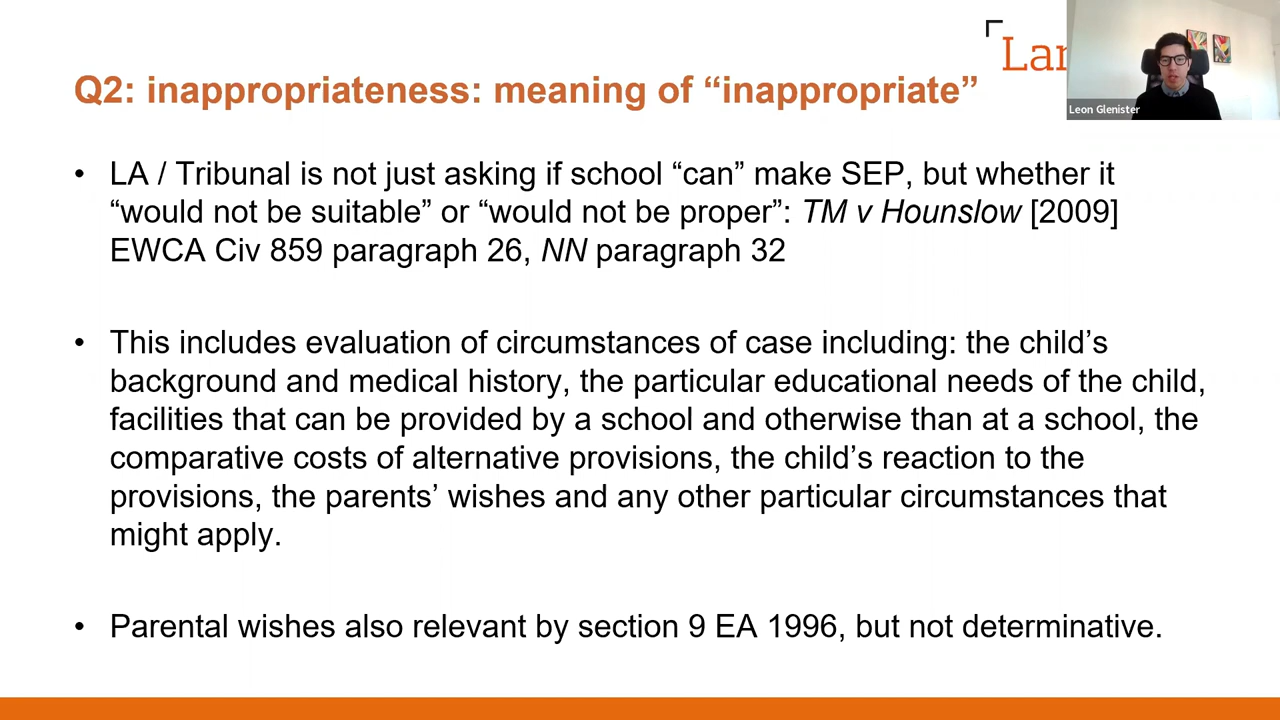 Lan
Leon Glenister
Q2: inappropriateness: meaning of “inappropriate”
• LA / Tribunal is not just asking if school “can” make SEP, but whether it
“would not be suitable” or “would not be proper”: TM v Hounslow [2009]
EWCA Civ 859 paragraph 26, NN paragraph 32
• This includes evaluation of circumstances of case including: the child’s
background and medical history, the particular educational needs of the child,
facilities that can be provided by a school and otherwise than at a school, the
comparative costs of alternative provisions, the child’s reaction to the
provisions, the parents’ wishes and any other particular circumstances that
might apply.
• Parental wishes also relevant by section 9 EA 1996, but not determinative.